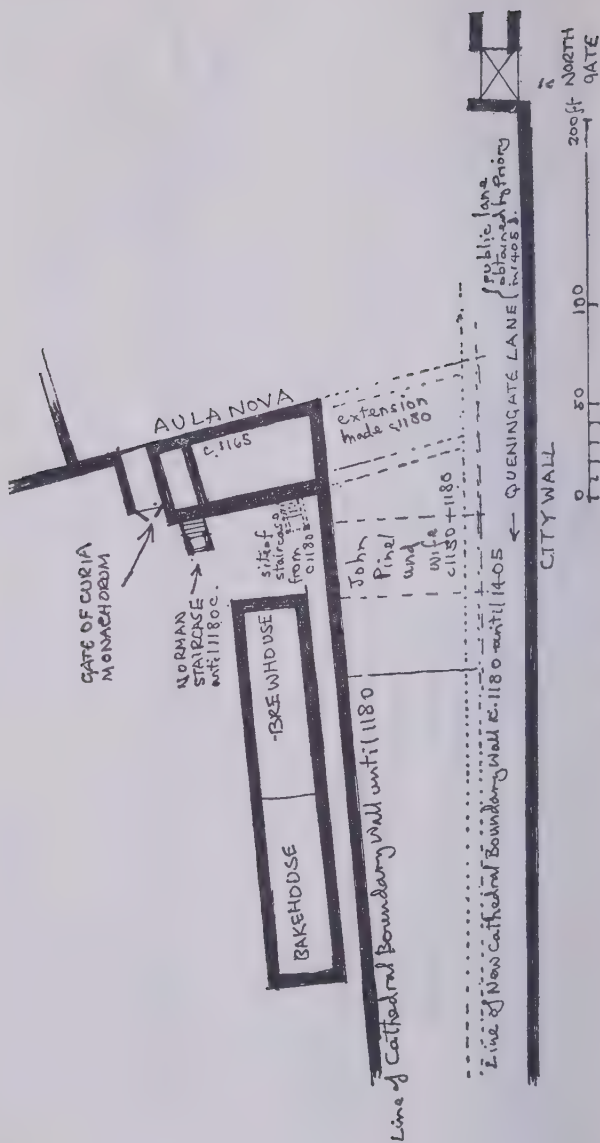 GATE OF CURIA
MONACHORUM
NORMAN
STAIRCASE
until 1180 c.
AULA NOVA
c. 1165
site of
staircase
from
c1180
extension
made c1180
BAKEHOUSE
BREWHOUSE
John
Pinel
and
wife
c1150+1180
Line of Cathedral Boundary Wall until 1180
Line of New Cathedral Boundary Wall c. 1180 until 1405
← QUENINGATE LANE
public lane
obtained by Priory
in 1405
CITY WALL
NORTH
GATE
0 50 100 200 ft